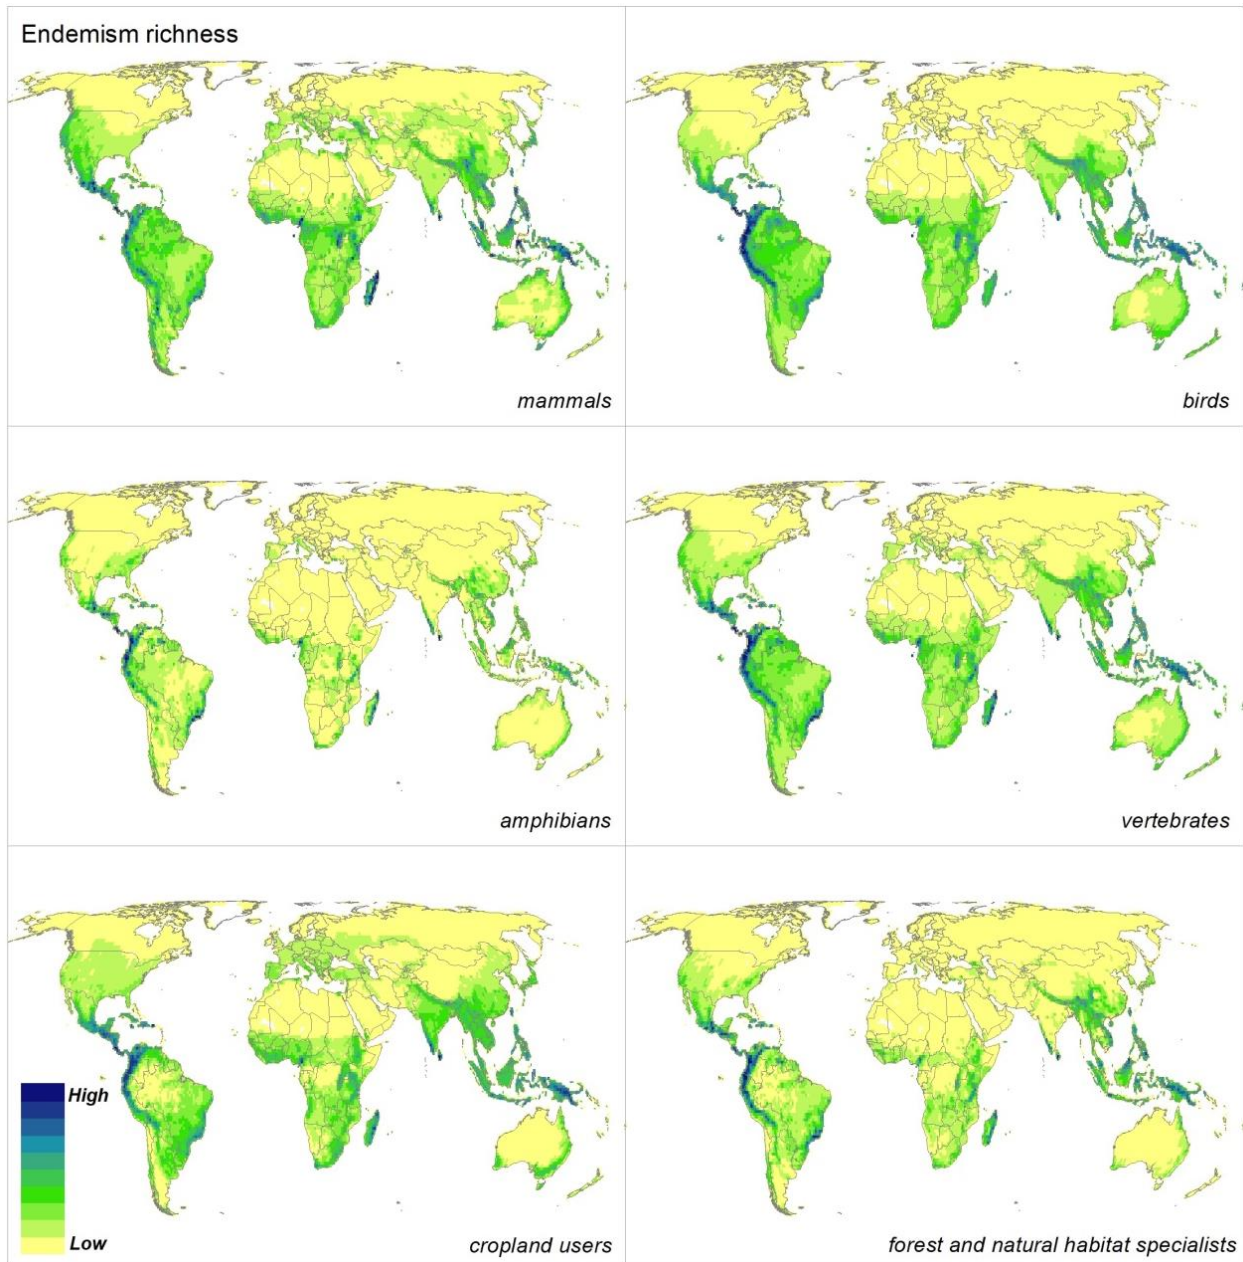 Endemism richness
mammals
birds
amphibians
vertebrates
High
Low
cropland users
forest and natural habitat specialists